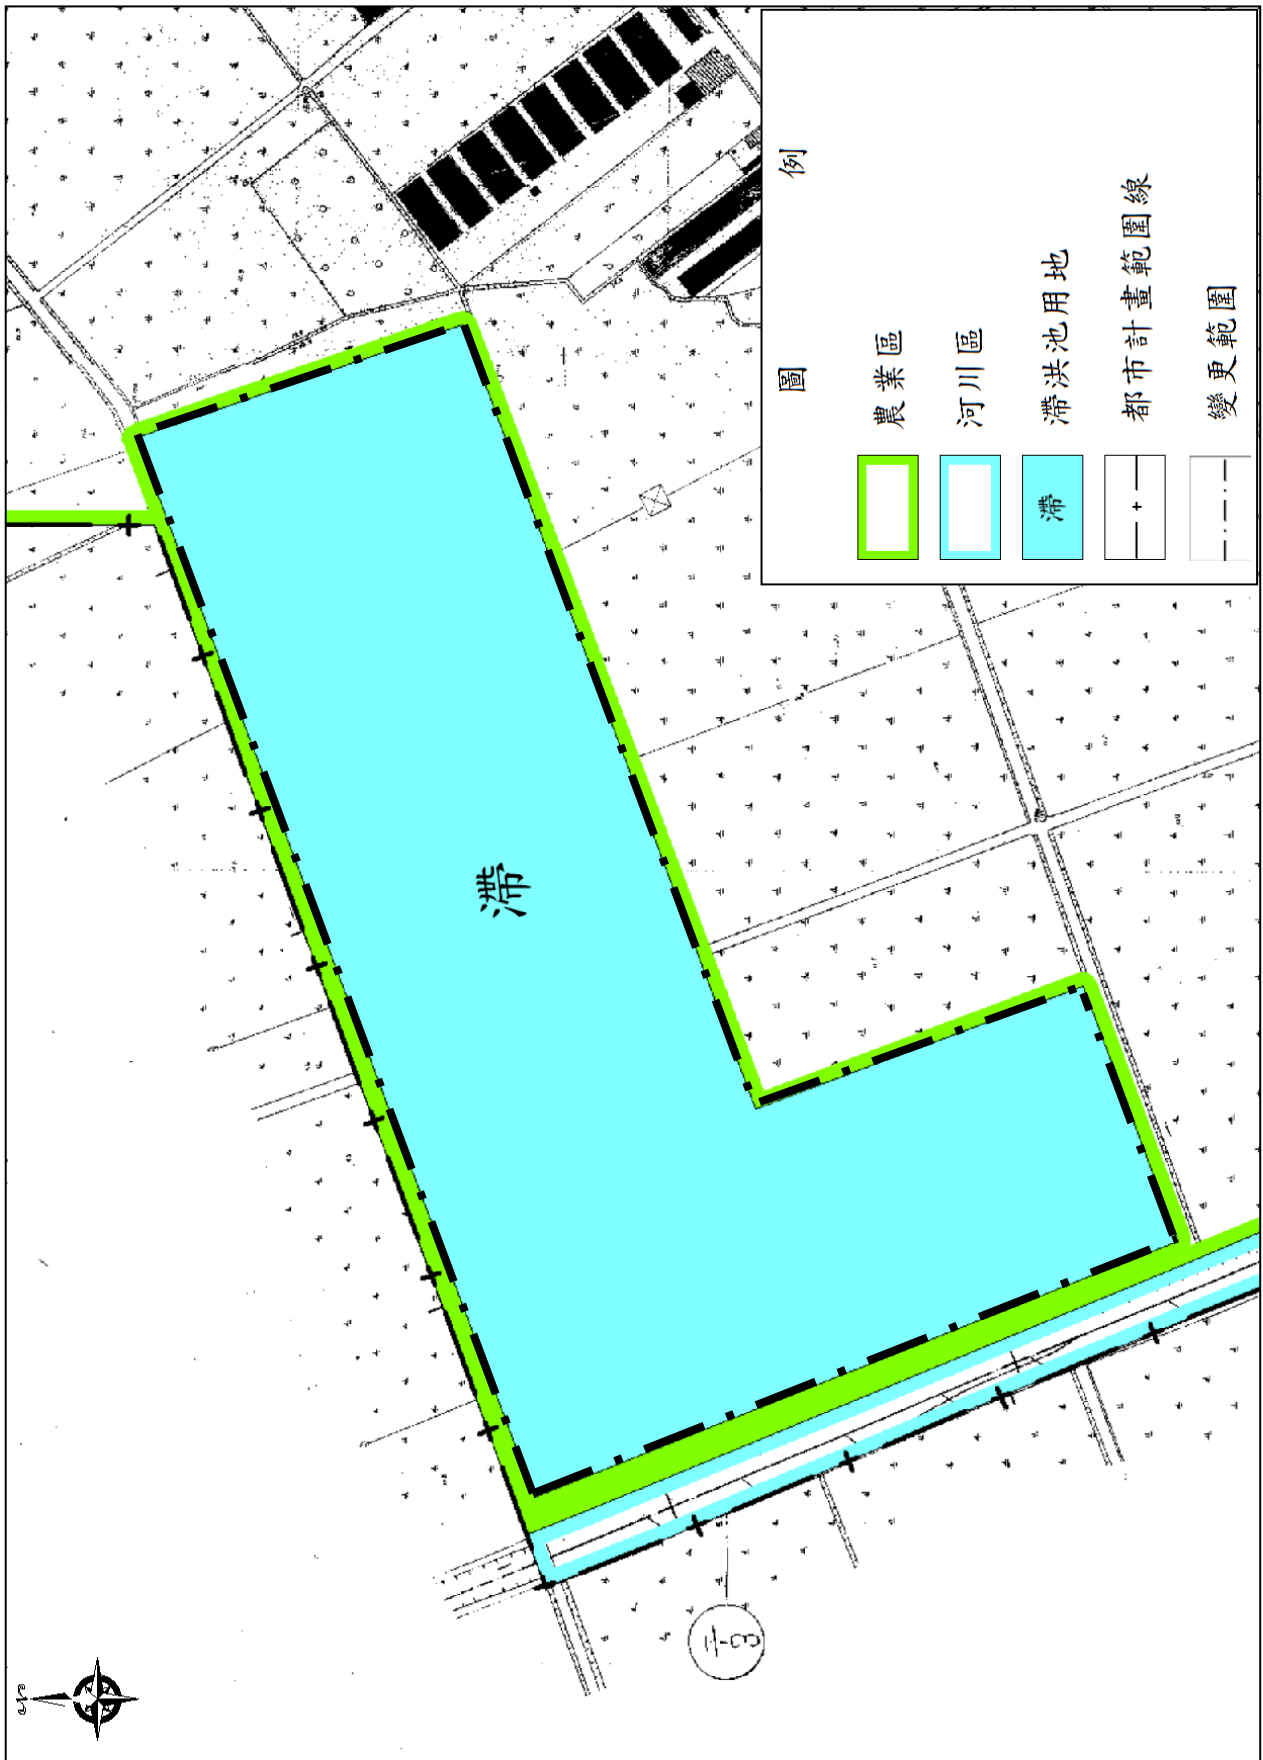 圖例
農業區
河川區
滯 滯洪池用地
都市計畫範圍線
變更範圍
滯